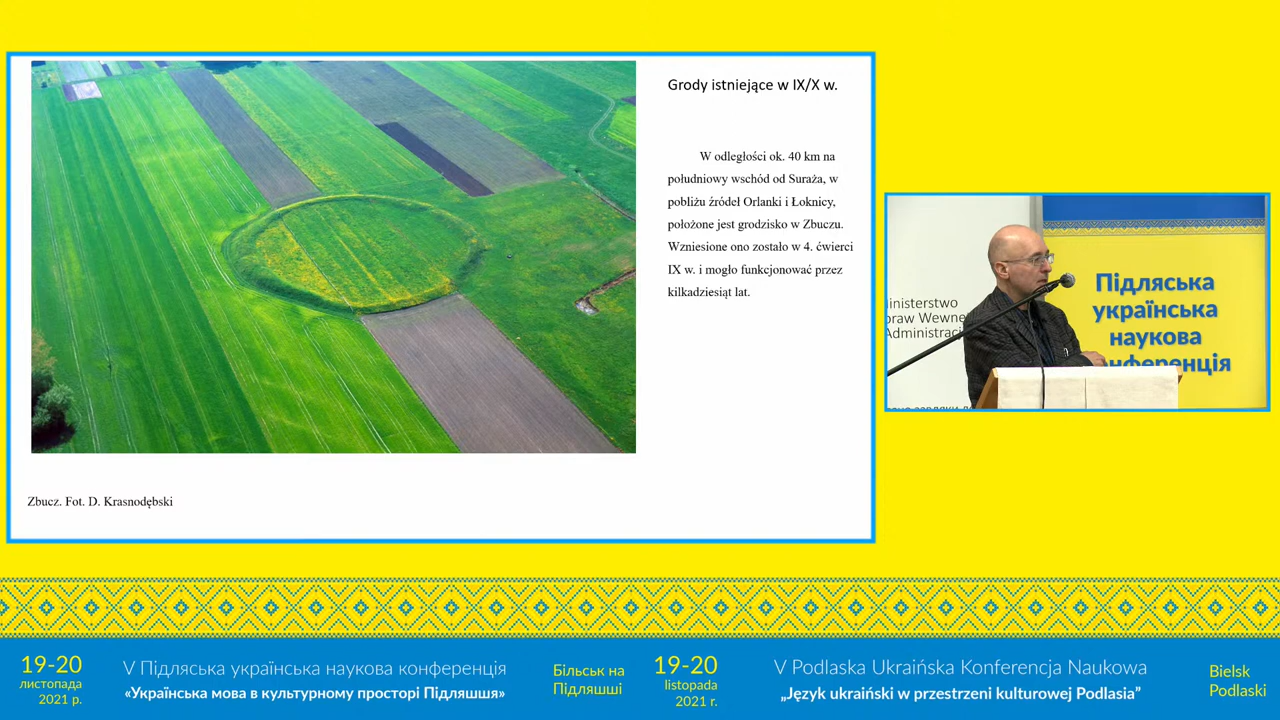 Grody istniejące w IX/X w.
W odległości ok. 40 km na
południowy wschód od Suraża, w
pobliżu źródeł Orlanki i Łoknicy,
położone jest grodzisko w Zbuczu.
Wzniesione ono zostało w 4. ćwierci
IX w. i mogło funkcjonować przez
kilkadziesiąt lat.
Zbucz. Fot. D. Krasnodębski
inisterstwo
praw Wewnę
Administracji
Підляська
українська
наукова
конференція
19-20
листопада
2021 р.
V Підляська українська наукова конференція
«Українська мова в культурному просторі Підляшшя»
Більськ на
Підляшші
19-20
listopada
2021 r.
V Podlaska Ukraińska Konferencja Naukowa
„Język ukraiński w przestrzeni kulturowej Podlasia”
Bielsk
Podlaski